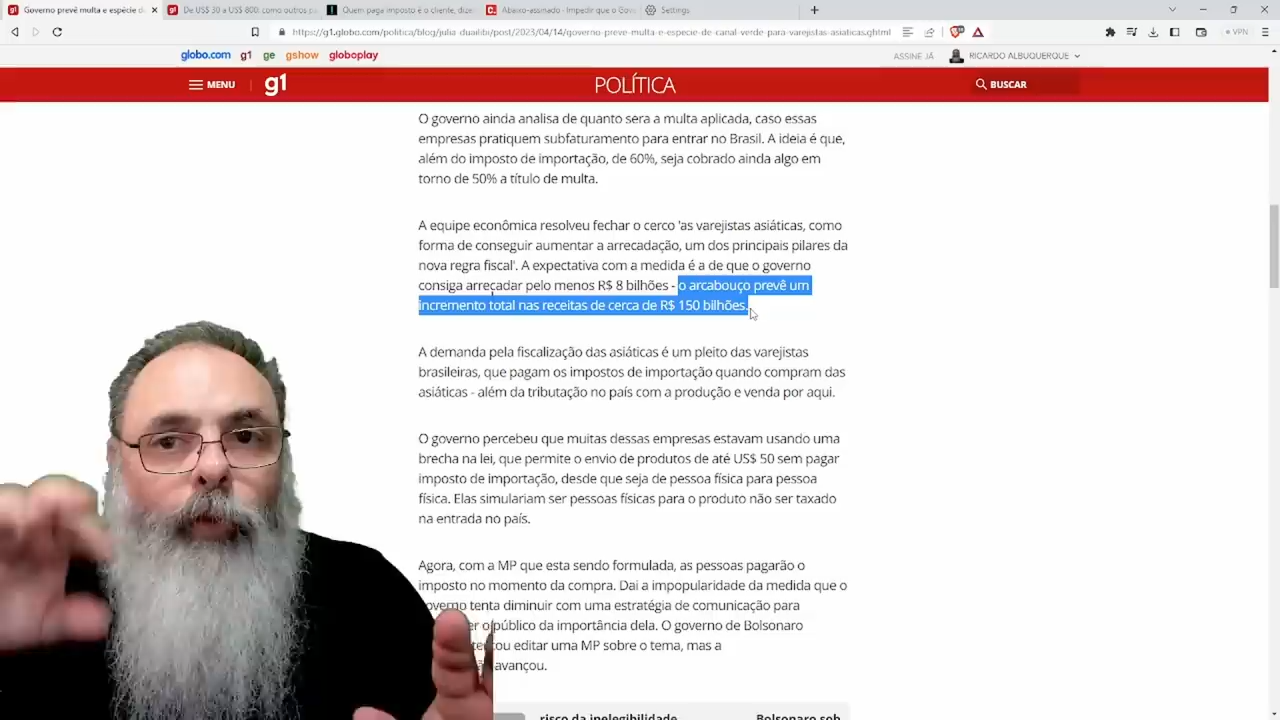 Governo prevê multa e espécie de
De US$ 30 a US$ 800: como outros pa
Quem paga imposto é o cliente, dize
Abaixo-assinado · Impedir que o Gov
Settings
https://g1.globo.com/politica/blog/julia-duailibi/post/2023/04/14/governo-preve-multa-e-especie-de-canal-verde-para-varejistas-asiaticas.ghtml
VPN
globo.com g1 ge gshow globoplay
ASSINE JÁ RICARDO ALBUQUERQUE
MENU g1 POLÍTICA BUSCAR
O governo ainda analisa de quanto sera a multa aplicada, caso essas
empresas pratiquem subfaturamento para entrar no Brasil. A ideia é que,
além do imposto de importação, de 60%, seja cobrado ainda algo em
torno de 50% a título de multa.
A equipe econômica resolveu fechar o cerco 'as varejistas asiáticas, como
forma de conseguir aumentar a arrecadação, um dos principais pilares da
nova regra fiscal'. A expectativa com a medida é a de que o governo
consiga arrecadar pelo menos R$ 8 bilhões - o arcabouço prevê um
incremento total nas receitas de cerca de R$ 150 bilhões.
A demanda pela fiscalização das asiáticas é um pleito das varejistas
brasileiras, que pagam os impostos de importação quando compram das
asiáticas - além da tributação no país com a produção e venda por aqui.
O governo percebeu que muitas dessas empresas estavam usando uma
brecha na lei, que permite o envio de produtos de até US$ 50 sem pagar
imposto de importação, desde que seja de pessoa física para pessoa
física. Elas simulariam ser pessoas físicas para o produto não ser taxado
na entrada no país.
Agora, com a MP que esta sendo formulada, as pessoas pagarão o
imposto no momento da compra. Dai a impopularidade da medida que o
governo tenta diminuir com uma estratégia de comunicação para
o público da importância dela. O governo de Bolsonaro
editar uma MP sobre o tema, mas a
avançou.
risco da inelegibilidade Bolsonaro sob